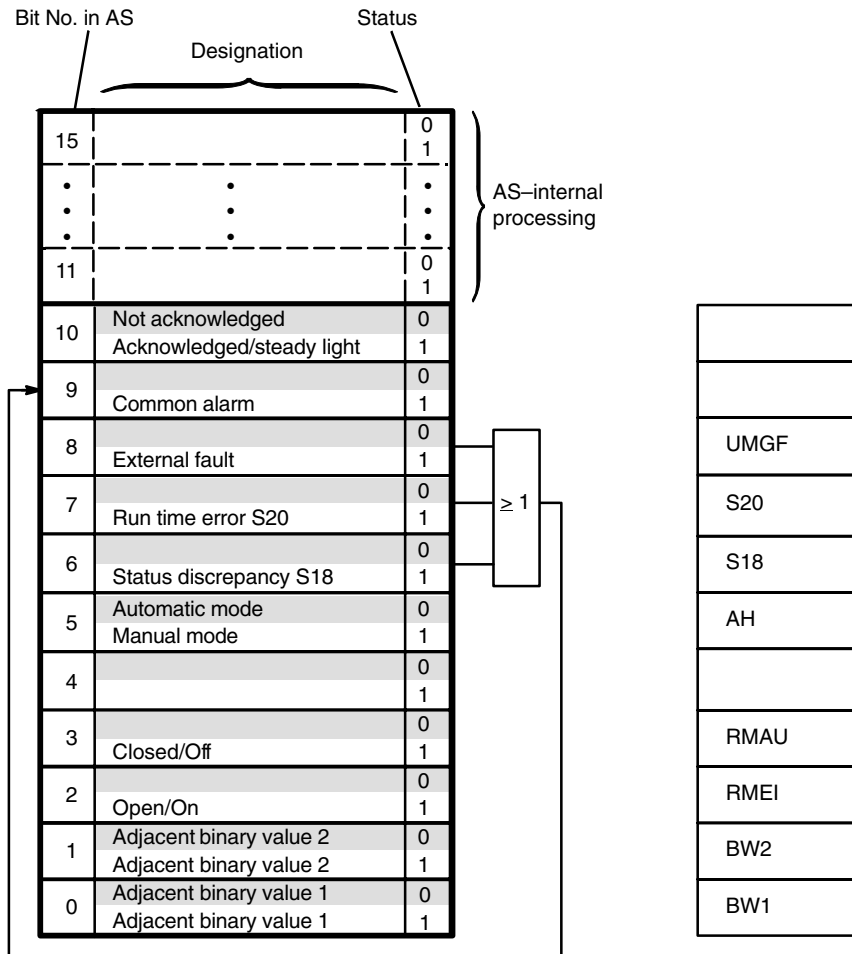 Bit No. in AS
Status
Designation
15
0
1
AS–internal
processing
11
0
1
10
Not acknowledged
0
Acknowledged/steady light
1
9
0
Common alarm
1
8
0
External fault
1
7
0
Run time error S20
1
6
0
Status discrepancy S18
1
5
Automatic mode
0
Manual mode
1
4
0
1
3
0
Closed/Off
1
2
0
Open/On
1
1
Adjacent binary value 2
0
Adjacent binary value 2
1
0
Adjacent binary value 1
0
Adjacent binary value 1
1
≥ 1
UMGF
S20
S18
AH
RMAU
RMEI
BW2
BW1